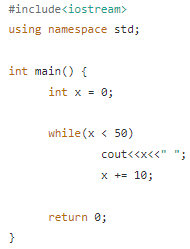 #include<iostream>
using namespace std;
int main() {
int x = 0;
while(x < 50)
cout<<x<<" ";
x += 10;
return 0;
}